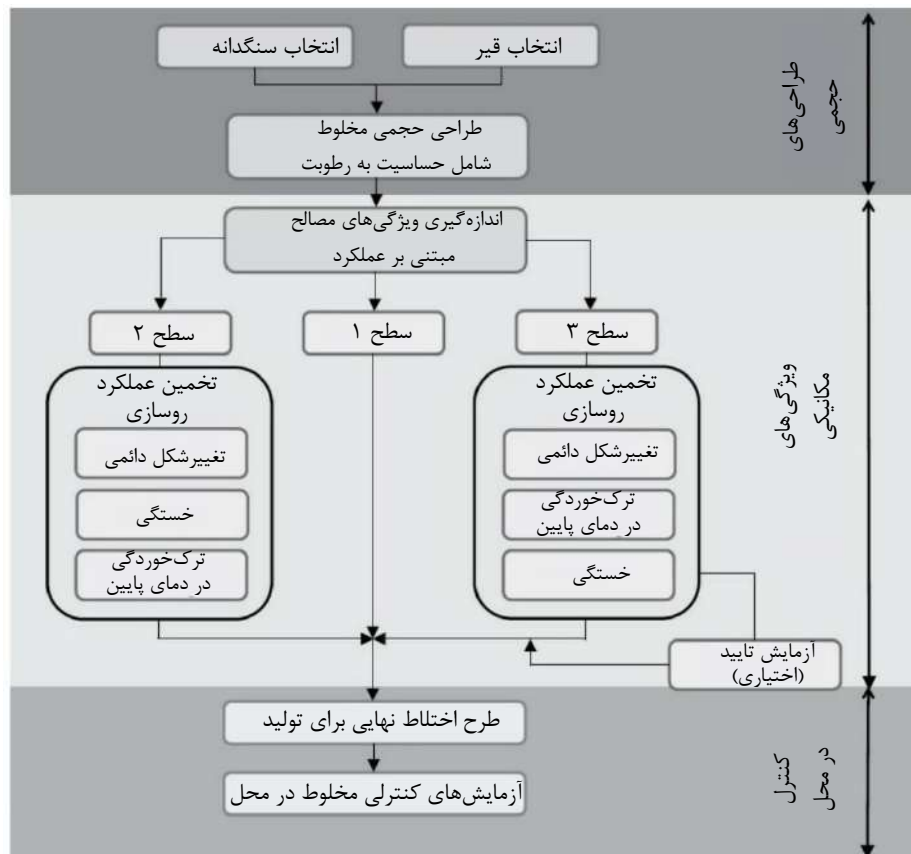 انتخاب قیر
انتخاب سنگدانه
طراحی حجمی مخلوط
شامل حساسیت به رطوبت
طراحی‌های
حجمی
اندازه‌گیری ویژگی‌های مصالح
مبتنی بر عملکرد
سطح ۳
سطح ۱
سطح ۲
تخمین عملکرد
روسازی
تغییرشکل دائمی
ترک‌خوردگی
در دمای پایین
خستگی
تخمین عملکرد
روسازی
تغییرشکل دائمی
خستگی
ترک‌خوردگی
در دمای پایین
آزمایش تایید
(اختیاری)
ویژگی‌های
مکانیکی
طرح اختلاط نهایی برای تولید
آزمایش‌های کنترلی مخلوط در محل
کنترل
در محل